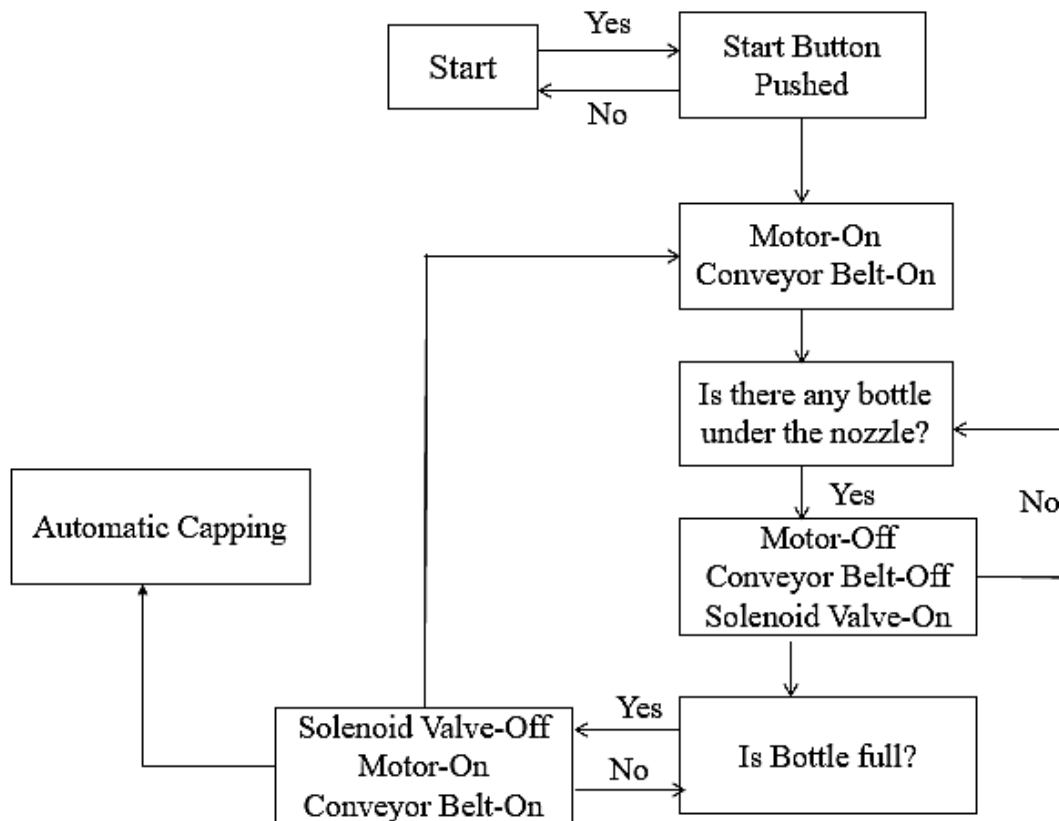 Yes
Start
Start Button
Pushed
No
Motor-On
Conveyor Belt-On
Is there any bottle
under the nozzle?
Yes
No
Automatic Capping
Motor-Off
Conveyor Belt-Off
Solenoid Valve-On
Yes
Solenoid Valve-Off
Motor-On
Conveyor Belt-On
No
Is Bottle full?